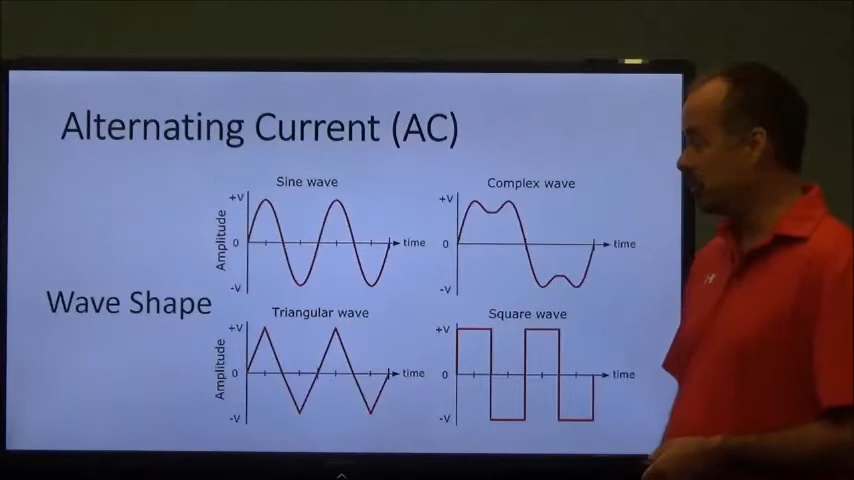 Alternating Current (AC)
Sine wave
+V
Amplitude
0
time
-V
Complex wave
+V
0
time
-V
Wave Shape
Triangular wave
+V
Amplitude
0
time
-V
Square wave
+V
0
time
-V